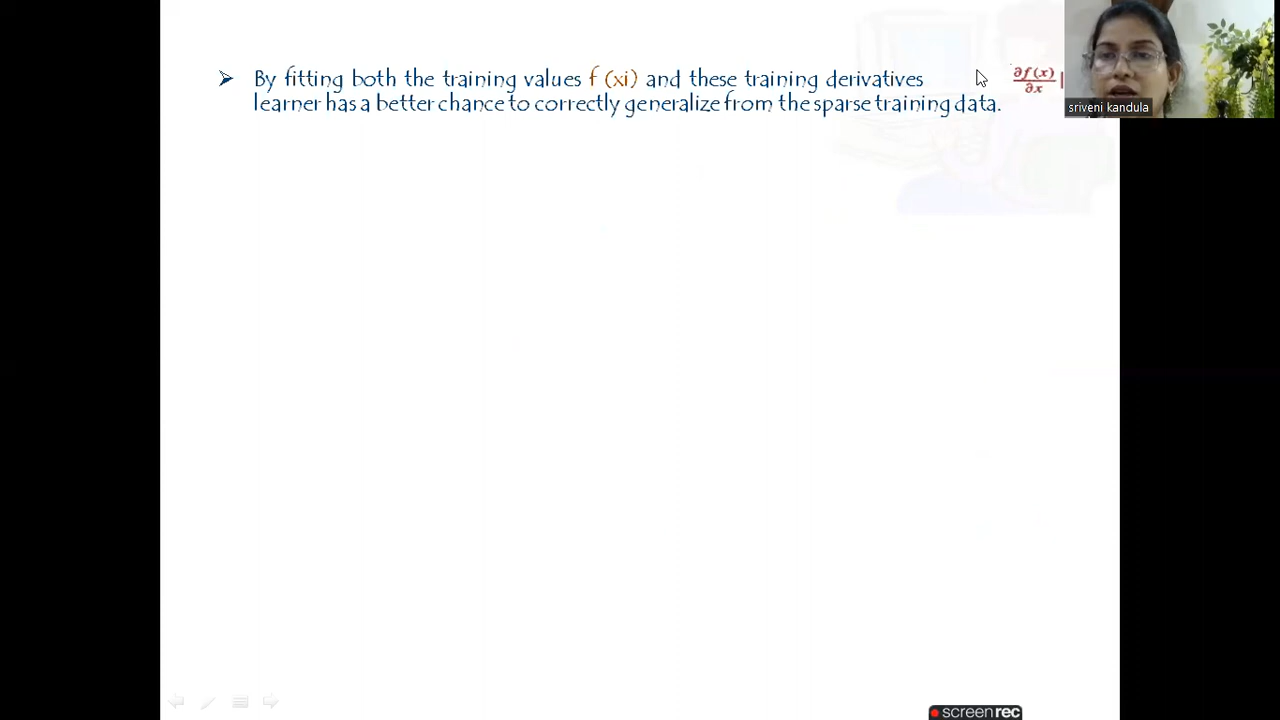 ➢ By fitting both the training values f (xi) and these training derivatives ∂f(x)/∂x |
learner has a better chance to correctly generalize from the sparse training data.
sriveni kandula
screenrec